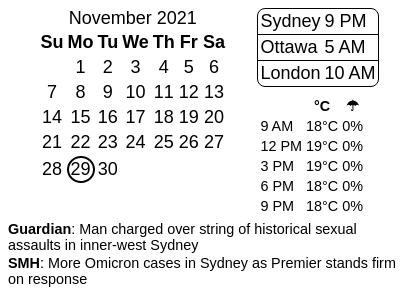 November 2021
Su Mo Tu We Th Fr Sa
1 2 3 4 5 6
7 8 9 10 11 12 13
14 15 16 17 18 19 20
21 22 23 24 25 26 27
28 29 30
Sydney 9 PM
Ottawa 5 AM
London 10 AM
°C ☂
9 AM 18°C 0%
12 PM 19°C 0%
3 PM 19°C 0%
6 PM 18°C 0%
9 PM 18°C 0%
Guardian: Man charged over string of historical sexual
assaults in inner-west Sydney
SMH: More Omicron cases in Sydney as Premier stands firm
on response